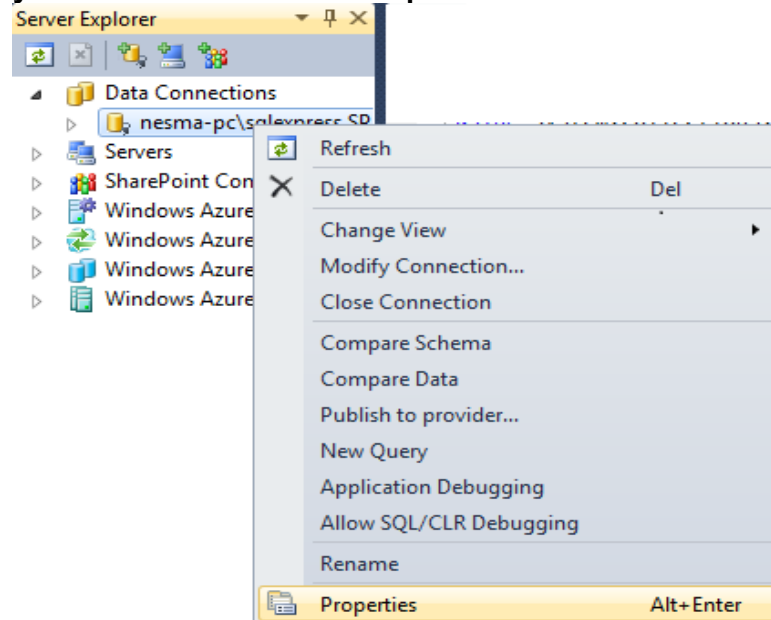 Server Explorer
Data Connections
nesma-pc\sqlexpress.SP
Servers
SharePoint Con
Windows Azure
Windows Azure
Windows Azure
Windows Azure
Refresh
Delete Del
Change View
Modify Connection...
Close Connection
Compare Schema
Compare Data
Publish to provider...
New Query
Application Debugging
Allow SQL/CLR Debugging
Rename
Properties Alt+Enter